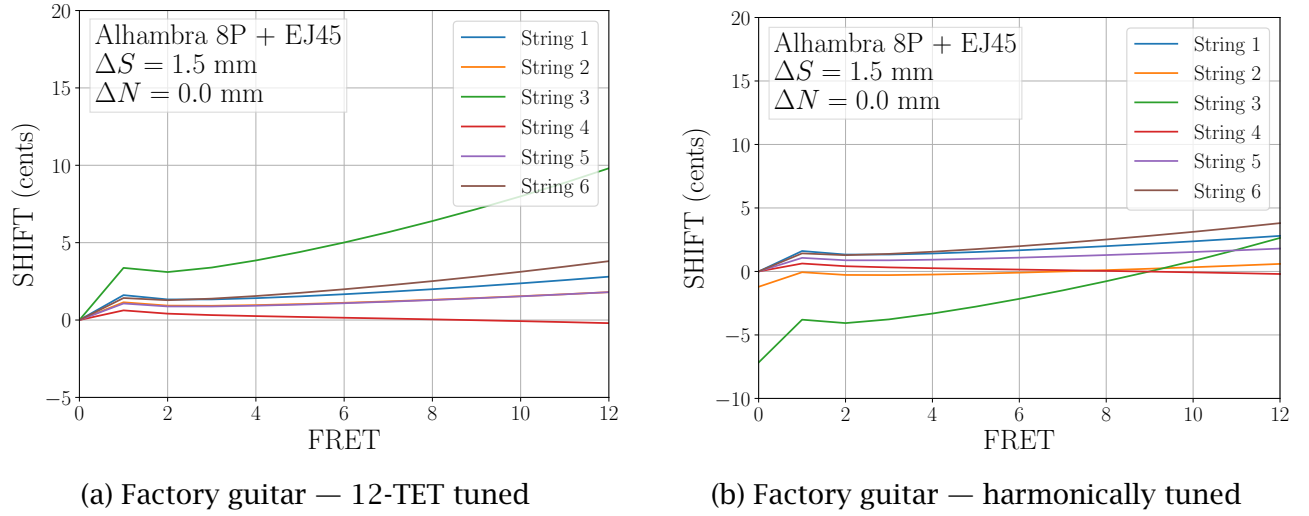 Alhambra 8P + EJ45
ΔS = 1.5 mm
ΔN = 0.0 mm
String 1
String 2
String 3
String 4
String 5
String 6
SHIFT (cents)
20
15
10
5
0
−5
0 2 4 6 8 10 12
FRET
(a) Factory guitar — 12-TET tuned
Alhambra 8P + EJ45
ΔS = 1.5 mm
ΔN = 0.0 mm
String 1
String 2
String 3
String 4
String 5
String 6
SHIFT (cents)
20
15
10
5
0
−5
−10
0 2 4 6 8 10 12
FRET
(b) Factory guitar — harmonically tuned